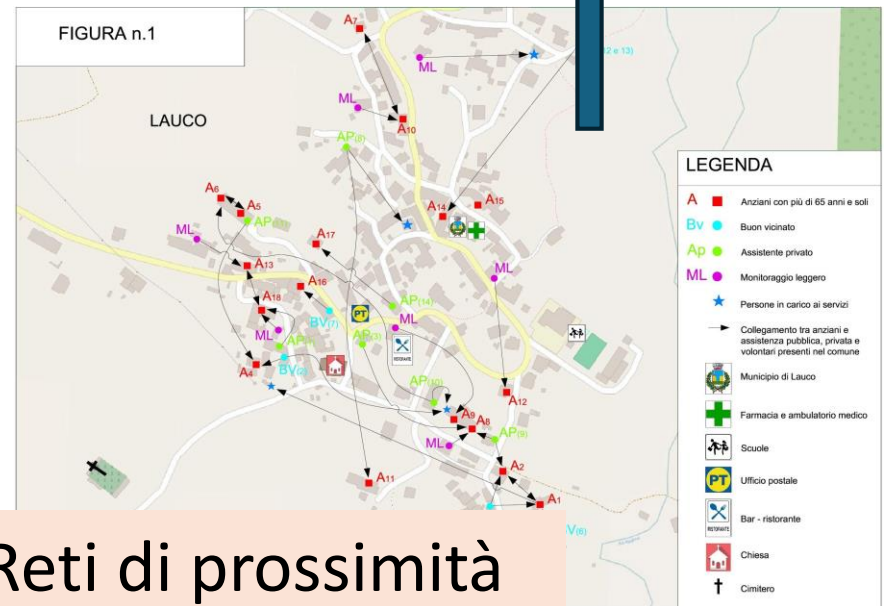 FIGURA n.1
LAUCO
A7
ML
12 e 13)
ML
A10
AP(8)
A6
A5
A14
A15
ML
A17
A13
ML
A16
A18
BV(7)
AP(14)
PT
ML
AP(3)
RISTORANTE
ML
A4
BV(2)
AP(10)
A12
A9
A8
ML
AP(9)
A2
A11
A1
V(6)
LEGENDA
A Anziani con più di 65 anni e soli
Bv Buon vicinato
Ap Assistente privato
ML Monitoraggio leggero
Persone in carico ai servizi
Collegamento tra anziani e
assistenza pubblica, privata e
volontari presenti nel comune
Municipio di Lauco
Farmacia e ambulatorio medico
Scuole
PT Ufficio postale
RISTORANTE Bar - ristorante
Chiesa
Cimitero
Reti di prossimità